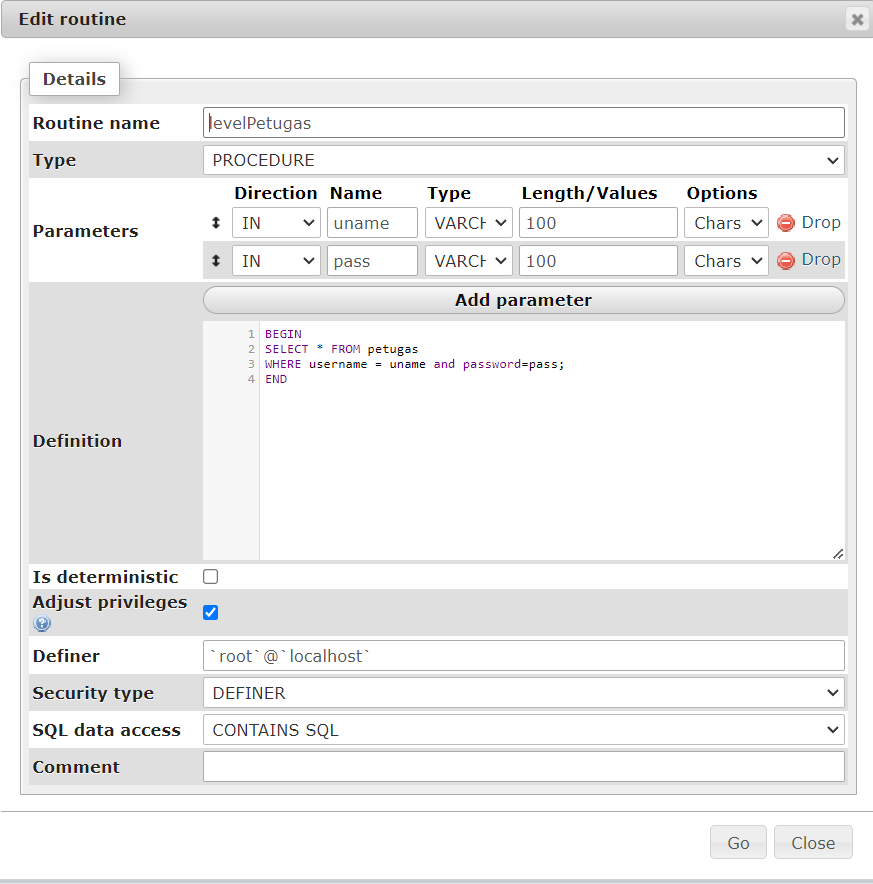 Edit routine
Details
Routine name levelPetugas
Type PROCEDURE
Parameters
Direction Name Type Length/Values Options
IN uname VARCH 100 Chars Drop
IN pass VARCH 100 Chars Drop
Add parameter
Definition
1 BEGIN
2 SELECT * FROM petugas
3 WHERE username = uname and password=pass;
4 END
Is deterministic
Adjust privileges
Definer `root`@`localhost`
Security type DEFINER
SQL data access CONTAINS SQL
Comment
Go Close